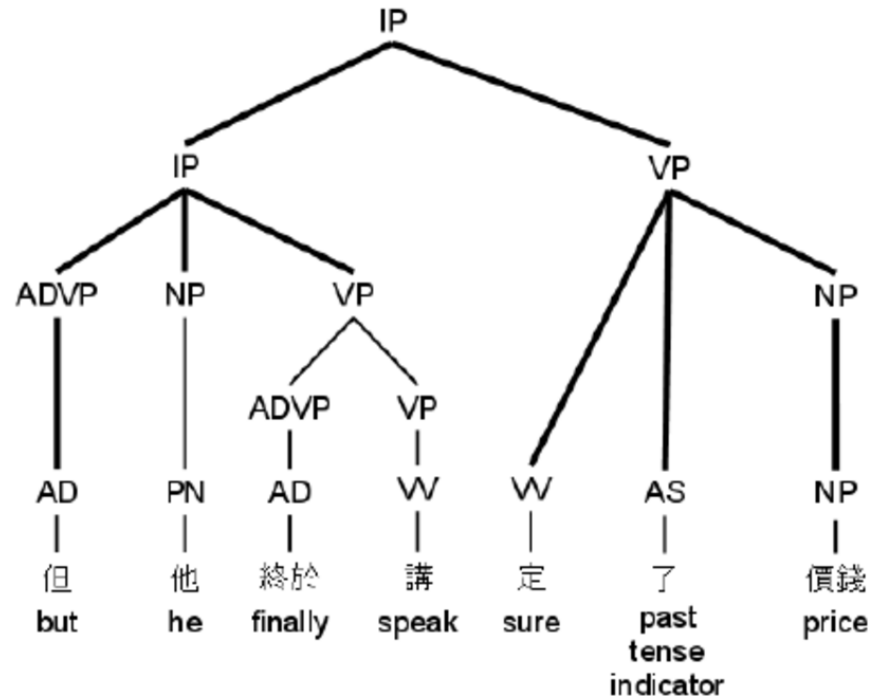 IP
IP VP
ADVP NP VP NP
ADVP VP
AD PN AD VV VV AS NP
但 他 終於 講 定 了 價錢
but he finally speak sure past price
tense
indicator